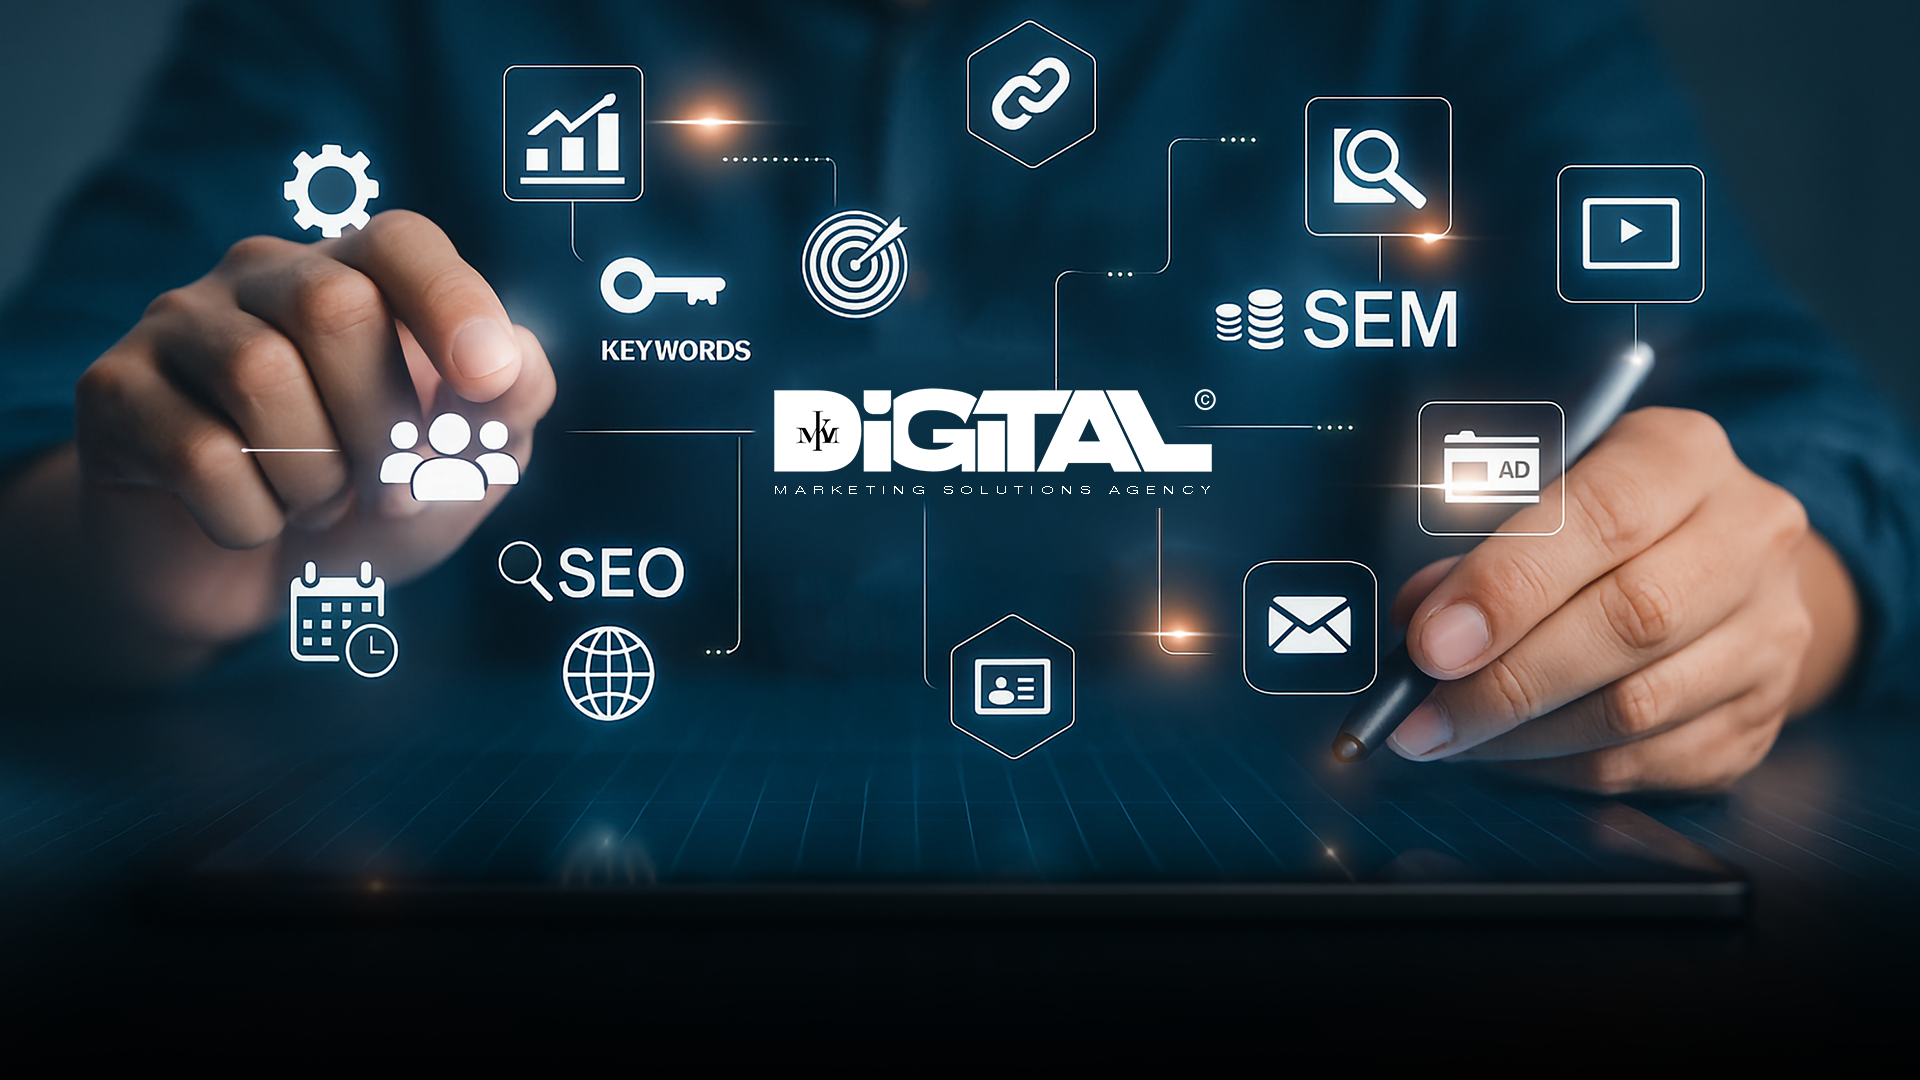 SEM
KEYWORDS
DiGiTAL ©
MARKETING SOLUTIONS AGENCY
AD
SEO